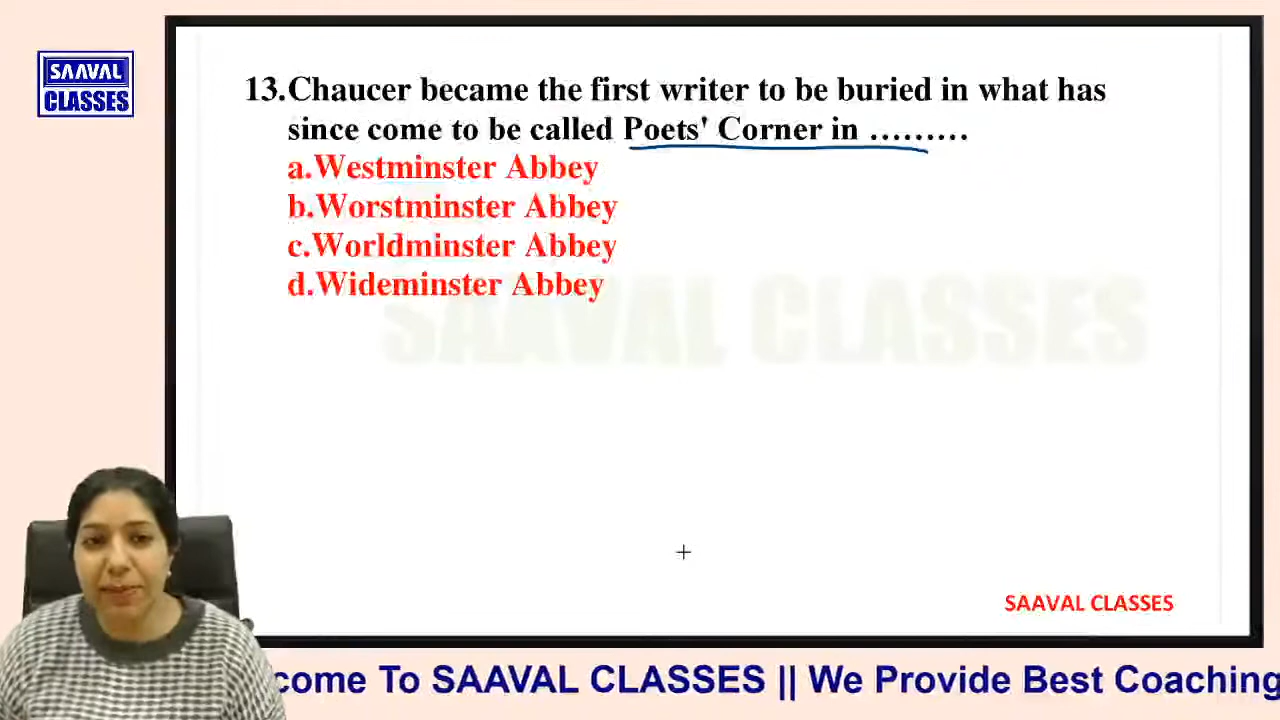 SAAVAL
CLASSES
13.Chaucer became the first writer to be buried in what has
since come to be called Poets' Corner in ………
a.Westminster Abbey
b.Worstminster Abbey
c.Worldminster Abbey
d.Wideminster Abbey
SAAVAL CLASSES
SAAVAL CLASSES
come To SAAVAL CLASSES || We Provide Best Coaching